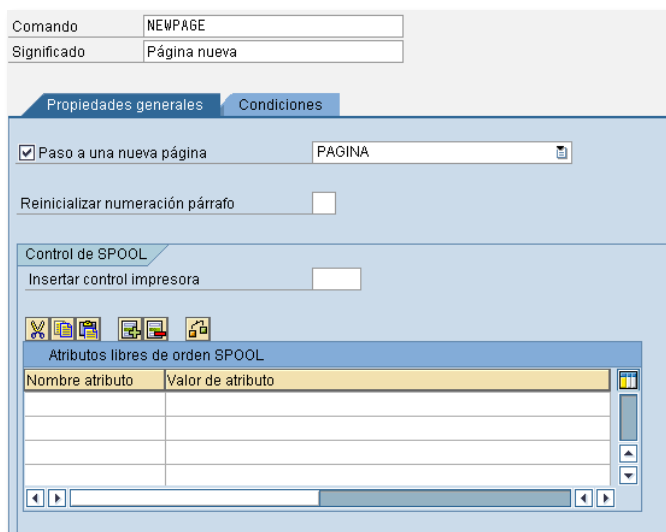 Comando NEWPAGE
Significado Página nueva
Propiedades generales Condiciones
Paso a una nueva página PAGINA
Reinicializar numeración párrafo
Control de SPOOL
Insertar control impresora
Atributos libres de orden SPOOL
Nombre atributo Valor de atributo